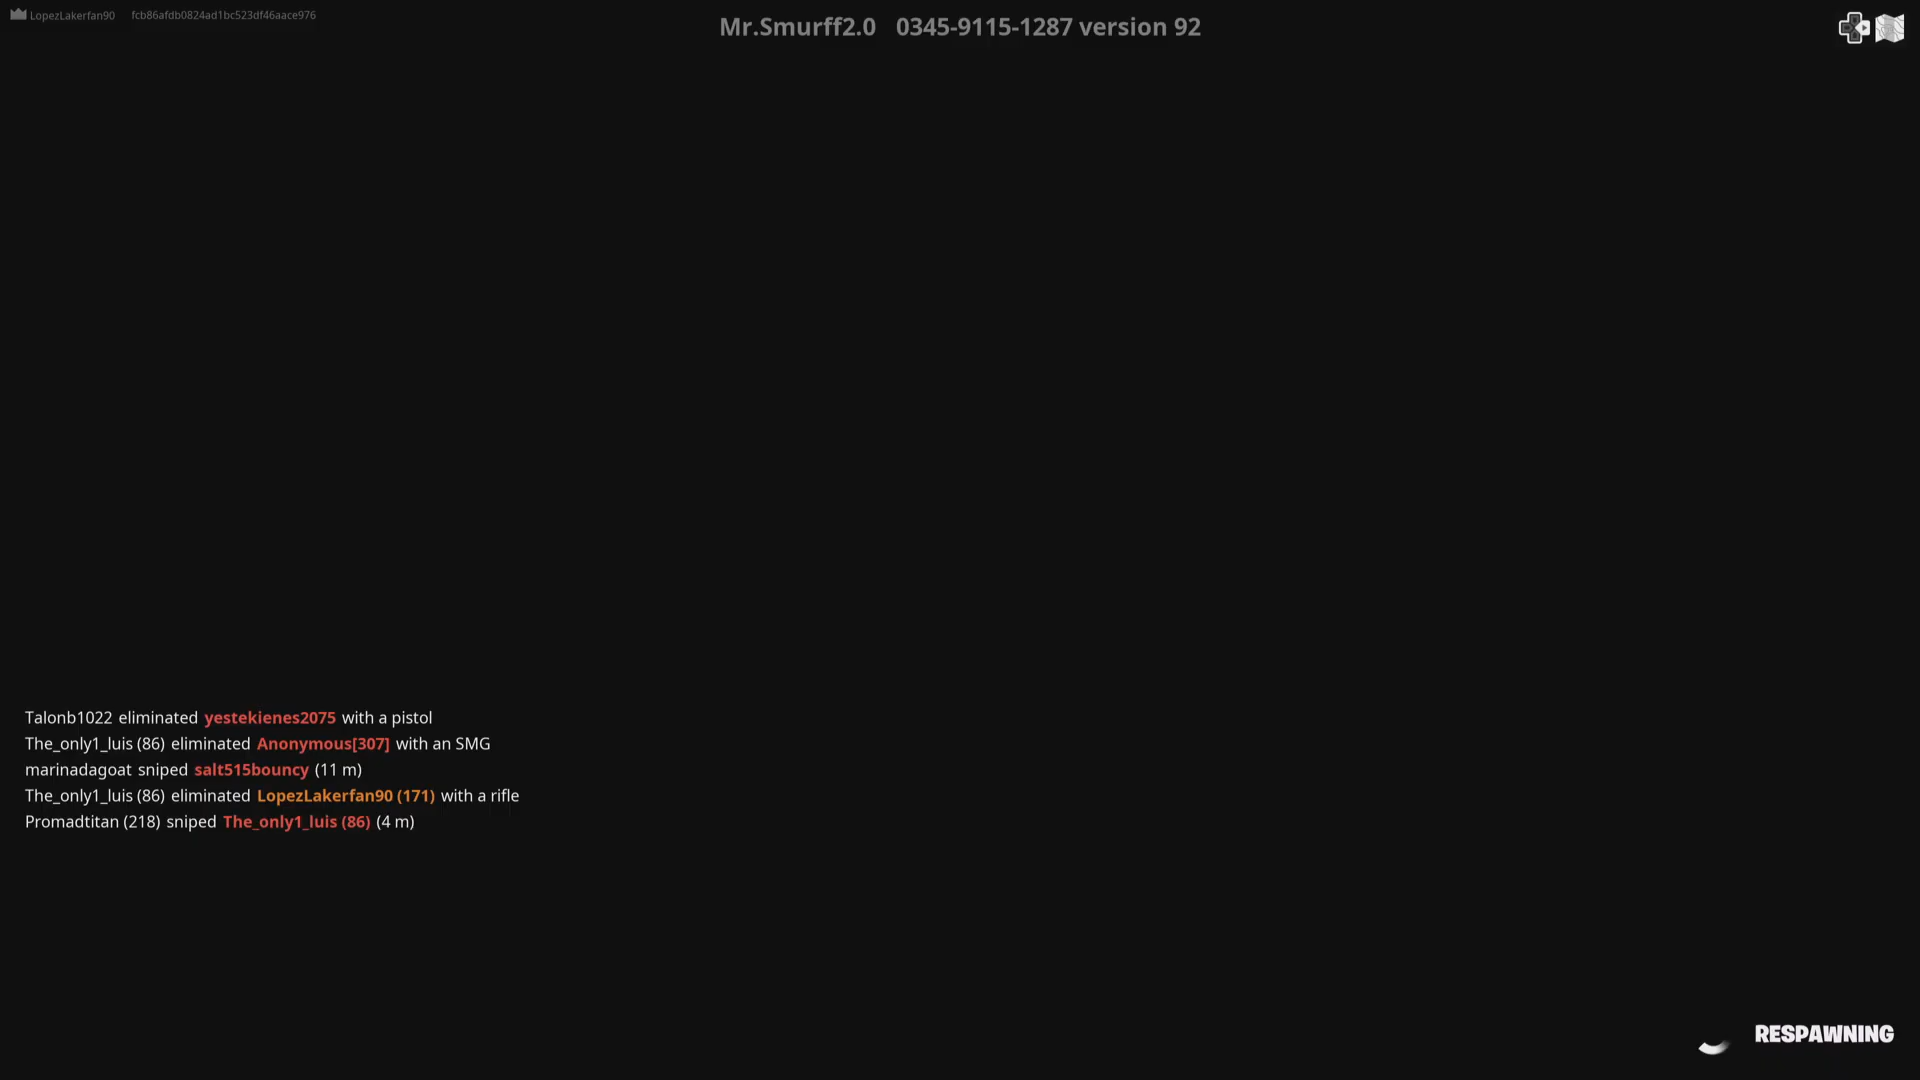 LopezLakerfan90 fcb86afdb0824ad1bc523df46aace976
Mr.Smurff2.0 0345-9115-1287 version 92
Talonb1022 eliminated yestekienes2075 with a pistol
The_only1_luis (86) eliminated Anonymous[307] with an SMG
marinadagoat sniped salt515bouncy (11 m)
The_only1_luis (86) eliminated LopezLakerfan90 (171) with a rifle
Promadtitan (218) sniped The_only1_luis (86) (4 m)
RESPAWNING